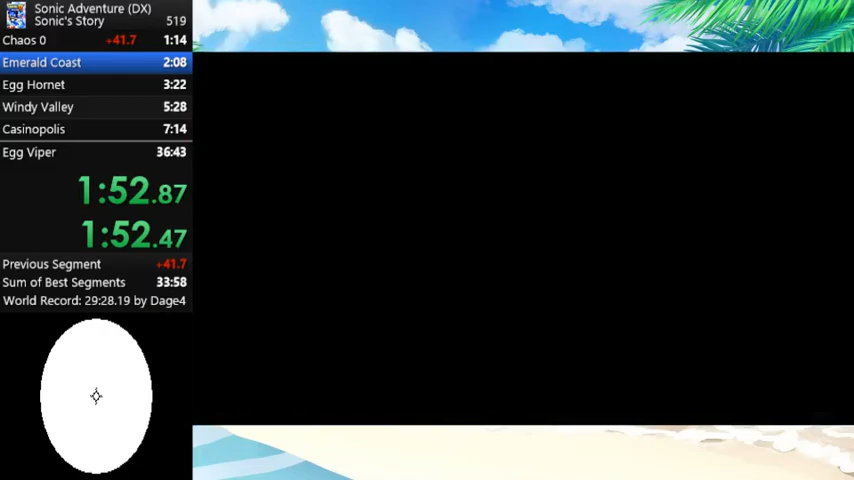 Sonic Adventure (DX)
Sonic's Story 519
Chaos 0 +41.7 1:14
Emerald Coast 2:08
Egg Hornet 3:22
Windy Valley 5:28
Casinopolis 7:14
Egg Viper 36:43
1:52.87
1:52.47
Previous Segment +41.7
Sum of Best Segments 33:58
World Record: 29:28.19 by Dage4